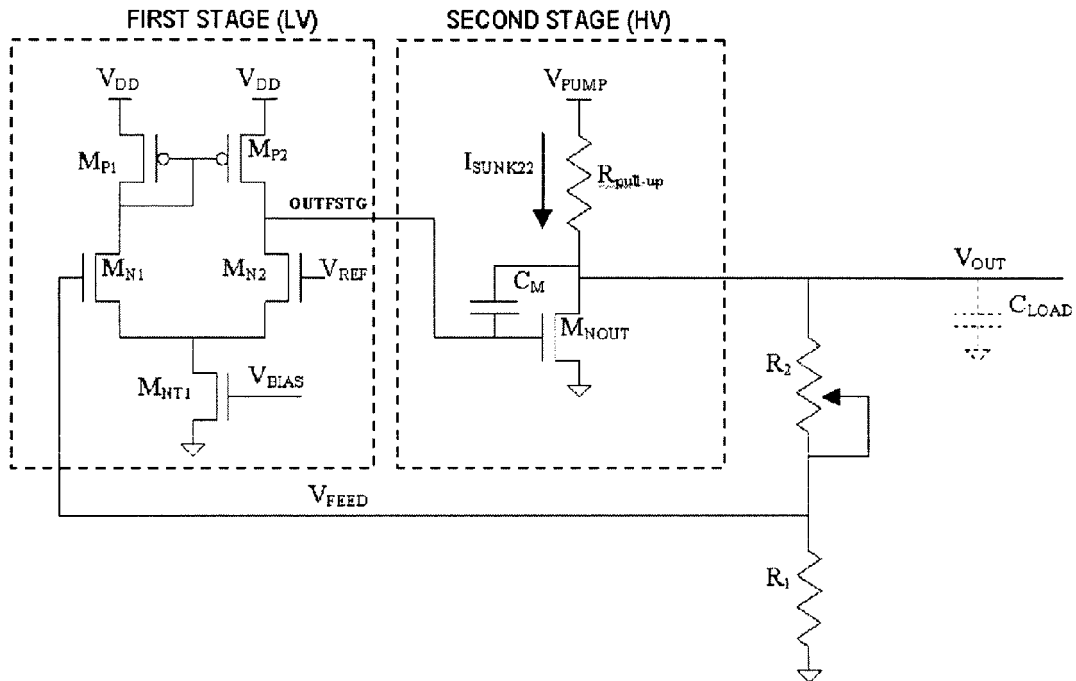 FIRST STAGE (LV)
SECOND STAGE (HV)
VDD
VDD
VPUMP
MP1
MP2
ISUNK22
Rpull-up
OUTFSTG
MN1
MN2
VREF
CM
VOUT
CLOAD
MNOUT
MNT1
VBIAS
R2
VFEED
R1